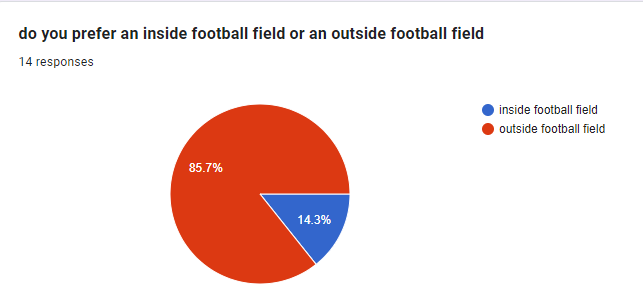 do you prefer an inside football field or an outside football field
14 responses
inside football field
outside football field
85.7%
14.3%